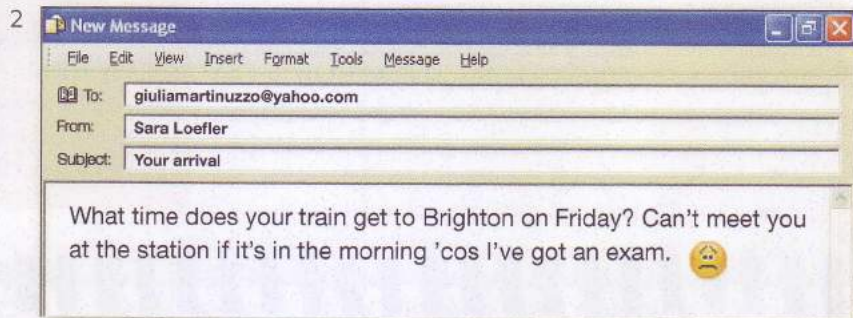 2
New Message
File Edit View Insert Format Tools Message Help
To: giuliamartinuzzo@yahoo.com
From: Sara Loefler
Subject: Your arrival
What time does your train get to Brighton on Friday? Can't meet you
at the station if it's in the morning 'cos I've got an exam.